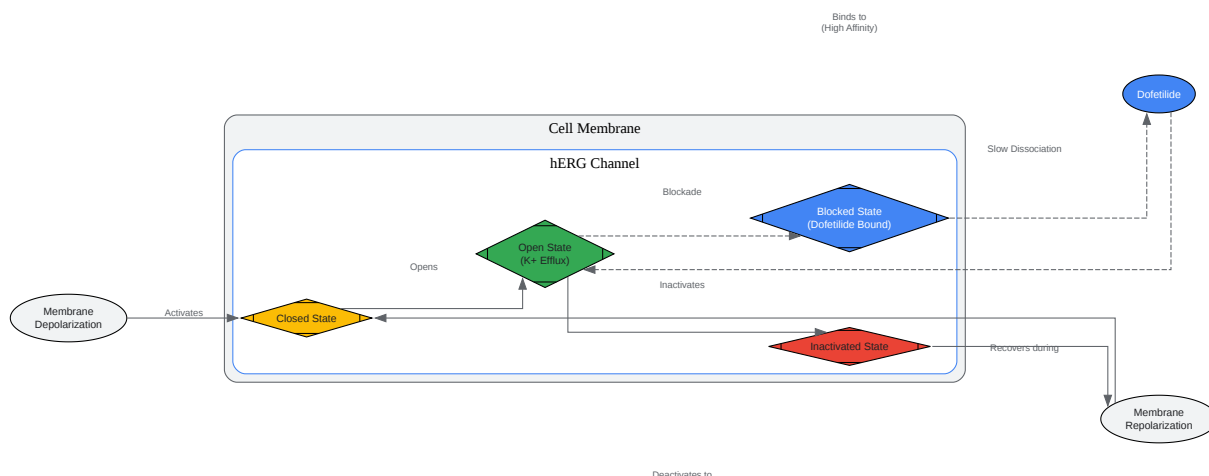 Binds to
(High Affinity)
Dofetilide
Cell Membrane
Slow Dissociation
hERG Channel
Blockade
Blocked State
(Dofetilide Bound)
Open State
(K+ Efflux)
Opens
Inactivates
Membrane
Depolarization
Activates
Closed State
Inactivated State
Recovers during
Membrane
Repolarization
Deactivates to